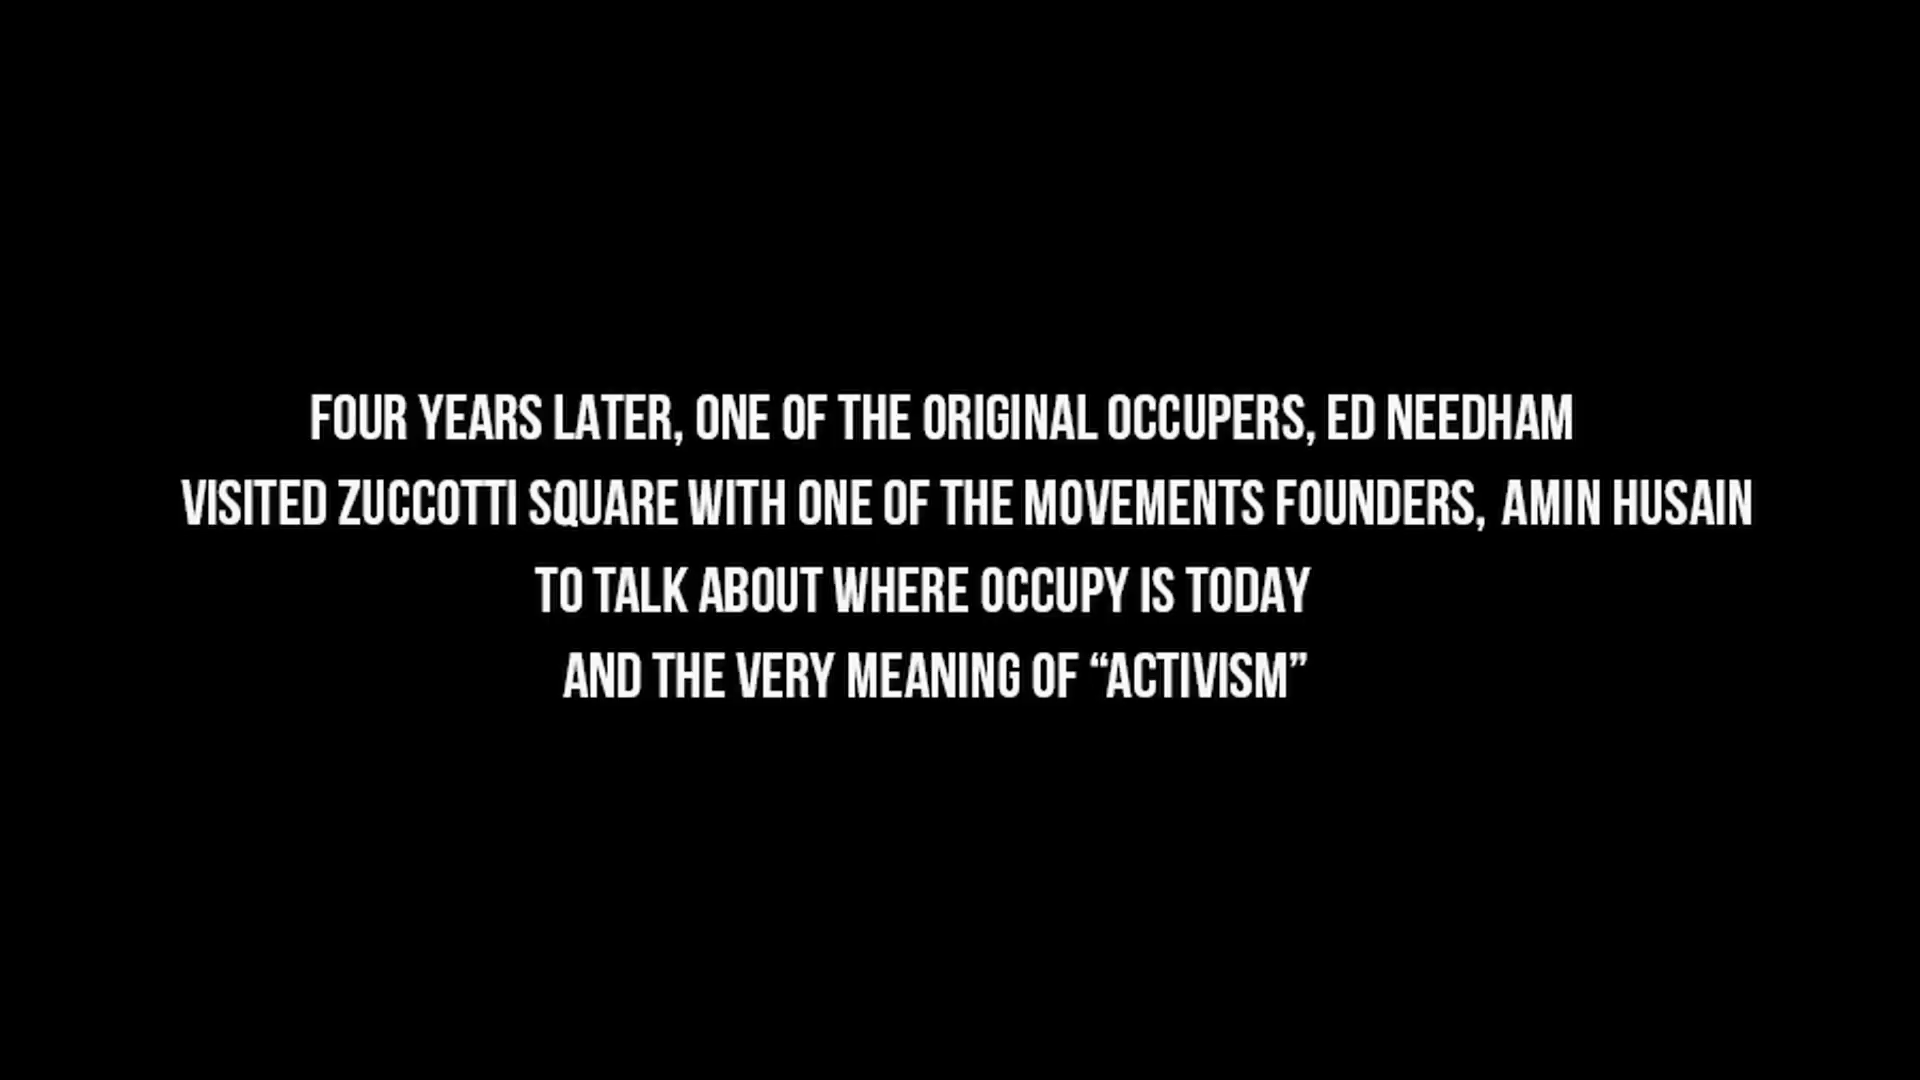 FOUR YEARS LATER, ONE OF THE ORIGINAL OCCUPERS, ED NEEDHAM
VISITED ZUCCOTTI SQUARE WITH ONE OF THE MOVEMENTS FOUNDERS, AMIN HUSAIN
TO TALK ABOUT WHERE OCCUPY IS TODAY
AND THE VERY MEANING OF “ACTIVISM”